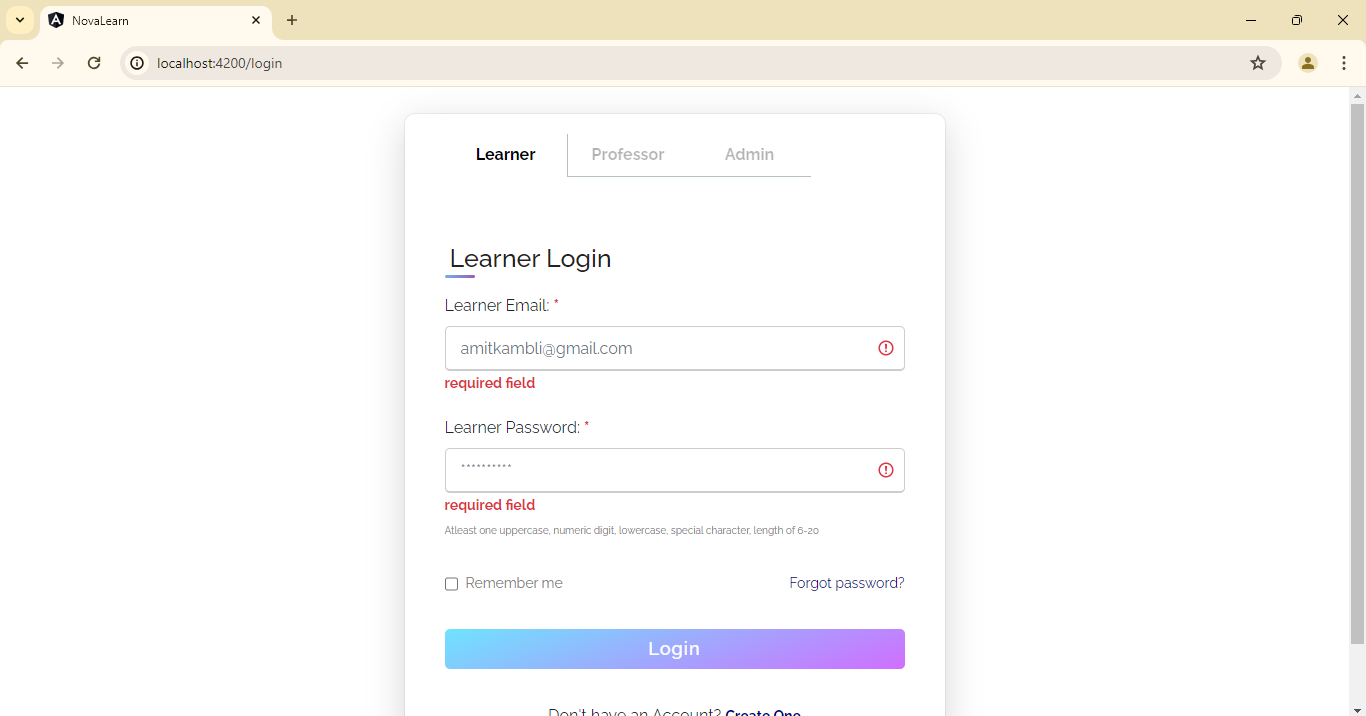 NovaLearn
localhost:4200/login
Learner Professor Admin
Learner Login
Learner Email: *
amitkambli@gmail.com
required field
Learner Password: *
**********
required field
Atleast one uppercase, numeric digit, lowercase, special character, length of 6-20
Remember me Forgot password?
Login
Don't have an Account? Create One